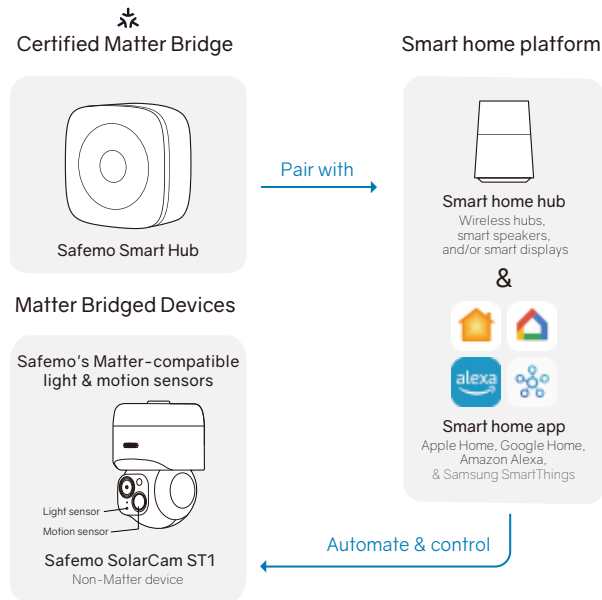 Certified Matter Bridge
Safemo Smart Hub
Pair with
Smart home platform
Smart home hub
Wireless hubs,
smart speakers,
and/or smart displays
&
alexa
Smart home app
Apple Home, Google Home,
Amazon Alexa,
& Samsung SmartThings
Matter Bridged Devices
Safemo's Matter-compatible
light & motion sensors
Light sensor
Motion sensor
Safemo SolarCam ST1
Non-Matter device
Automate & control